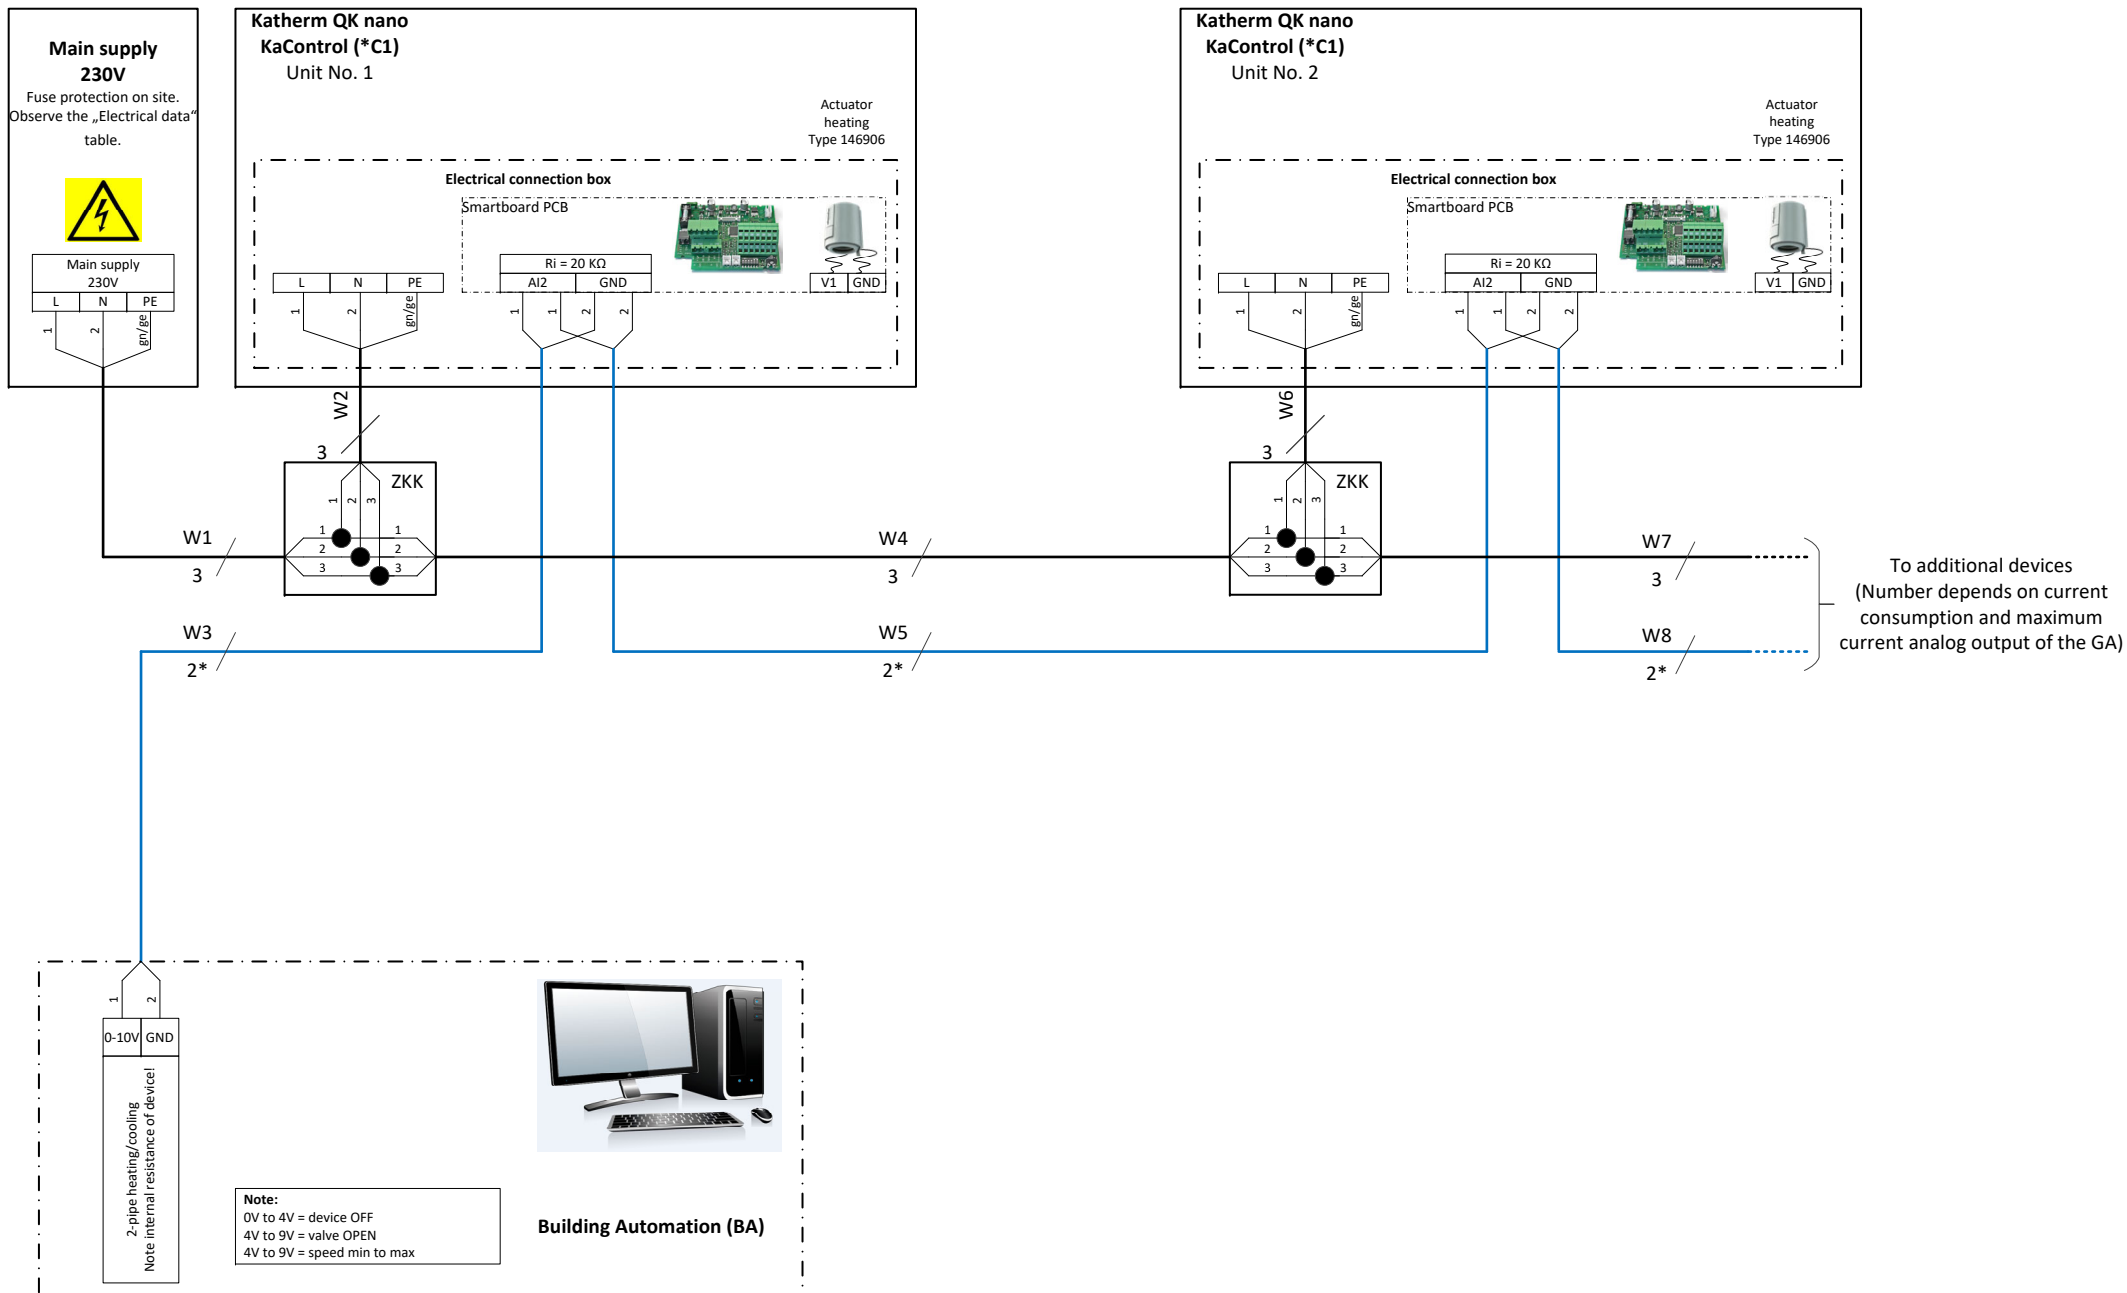 Main supply
230V
Fuse protection on site.
Observe the „Electrical data“
table.
Main supply
230V
L N PE
1 2 gn/ge
Katherm QK nano
KaControl (*C1)
Unit No. 1
Actuator
heating
Type 146906
Electrical connection box
Smartboard PCB
Ri = 20 KΩ
L N PE
AI2 GND
V1 GND
1 2 gn/ge
1 1 2 2
Katherm QK nano
KaControl (*C1)
Unit No. 2
Actuator
heating
Type 146906
Electrical connection box
Smartboard PCB
Ri = 20 KΩ
L N PE
AI2 GND
V1 GND
1 2 gn/ge
1 1 2 2
W2
3
ZKK
1 2 3
1 1
2 2
3 3
W6
3
ZKK
1 2 3
1 1
2 2
3 3
W1
3
W4
3
W7
3
W3
2*
W5
2*
W8
2*
To additional devices
(Number depends on current
consumption and maximum
current analog output of the GA)
1 2
0-10V GND
2-pipe heating/cooling
Note internal resistance of device!
Note:
0V to 4V = device OFF
4V to 9V = valve OPEN
4V to 9V = speed min to max
Building Automation (BA)